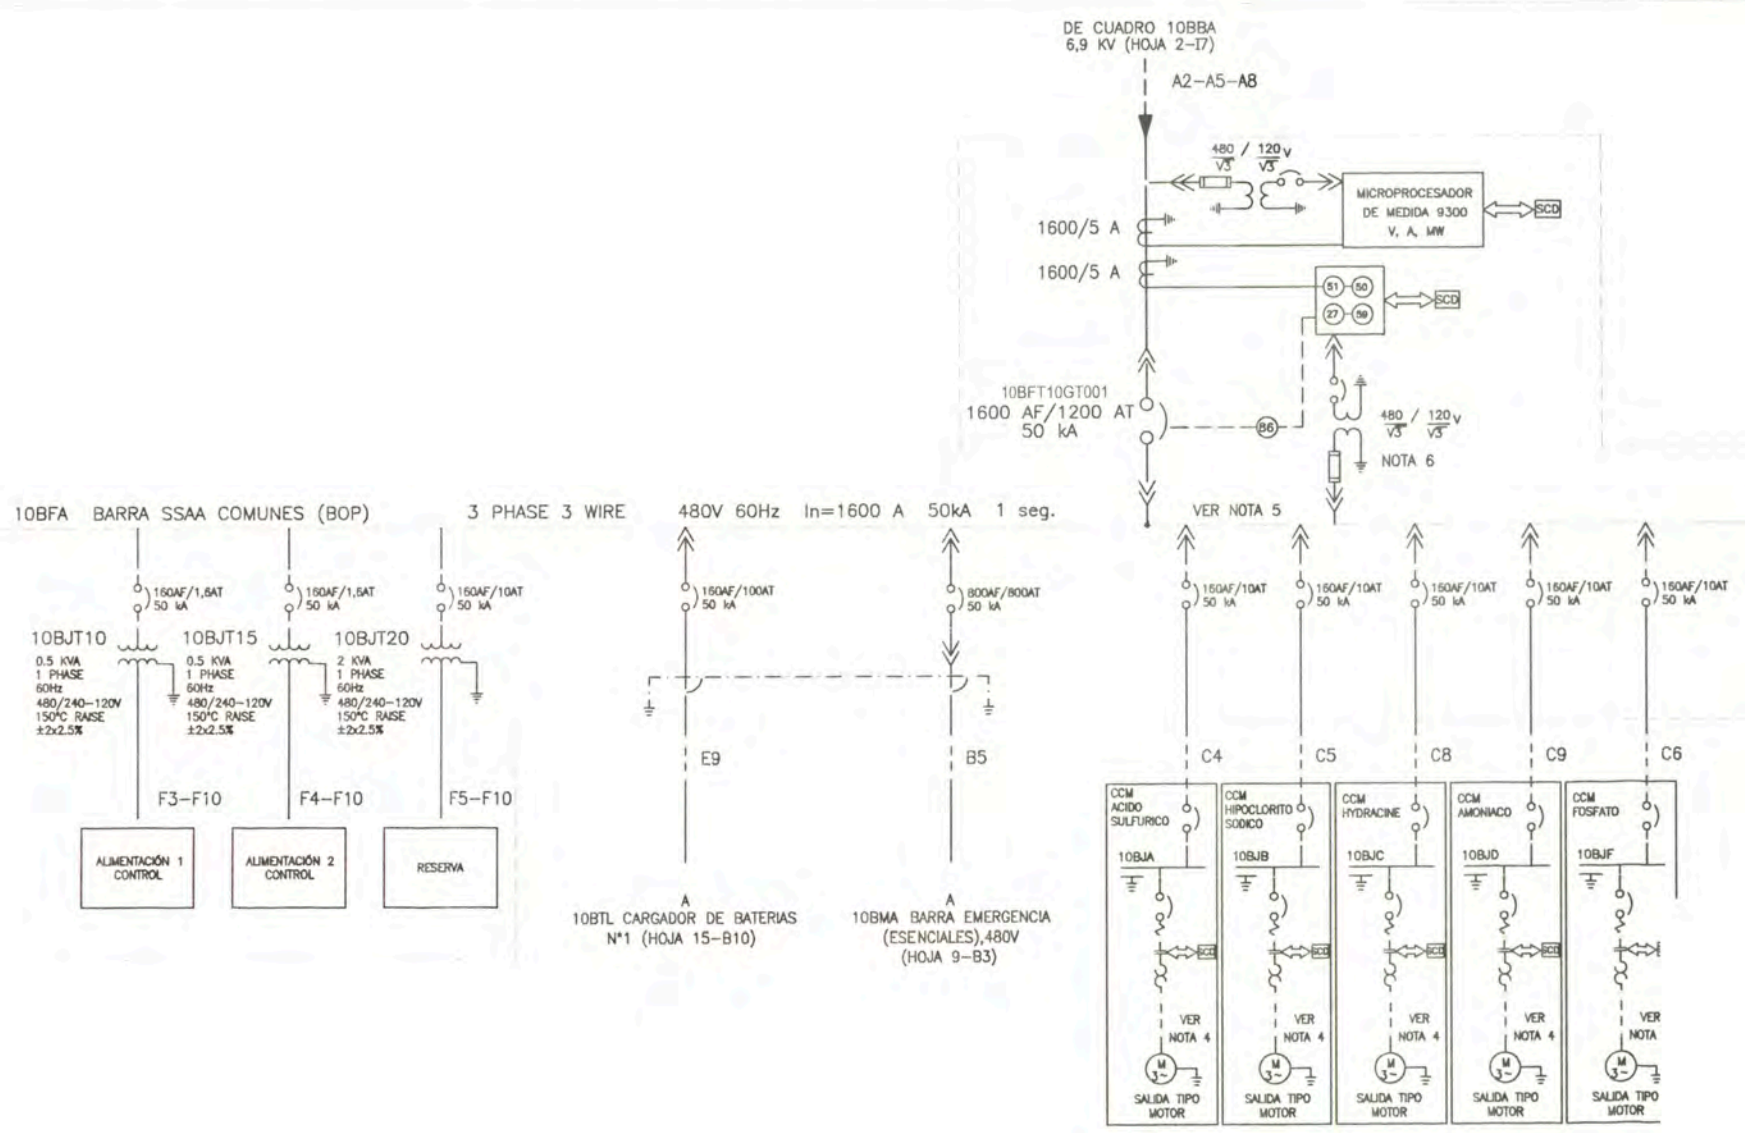 DE CUADRO 10BBA
6,9 KV (HOJA 2-I7)
A2-A5-A8
480 / 120 V
√3 √3
MICROPROCESADOR
DE MEDIDA 9300
V, A, MW
SCD
1600/5 A
1600/5 A
51 50
27 59
SCD
10BFT10GT001
1600 AF/1200 AT
50 kA
86
480 / 120 V
√3 √3
NOTA 6
10BFA BARRA SSAA COMUNES (BOP) 3 PHASE 3 WIRE 480V 60Hz In=1600 A 50kA 1 seg. VER NOTA 5
160AF/1,6AT
50 kA
160AF/1,6AT
50 kA
160AF/10AT
50 kA
160AF/100AT
50 kA
800AF/800AT
50 kA
160AF/10AT
50 kA
160AF/10AT
50 kA
160AF/10AT
50 kA
160AF/10AT
50 kA
160AF/10AT
50 kA
10BJT10
0.5 KVA
1 PHASE
60Hz
480/240-120V
150°C RAISE
±2x2.5%
10BJT15
0.5 KVA
1 PHASE
60Hz
480/240-120V
150°C RAISE
±2x2.5%
10BJT20
2 KVA
1 PHASE
60Hz
480/240-120V
150°C RAISE
±2x2.5%
F3-F10
F4-F10
F5-F10
ALIMENTACIÓN 1
CONTROL
ALIMENTACIÓN 2
CONTROL
RESERVA
E9
B5
A
10BTL CARGADOR DE BATERIAS
N°1 (HOJA 15-B10)
A
10BMA BARRA EMERGENCIA
(ESENCIALES),480V
(HOJA 9-B3)
C4
C5
C8
C9
C6
CCM
ACIDO
SULFURICO
10BJA
SCD
VER
NOTA 4
M
3~
SALIDA TIPO
MOTOR
CCM
HIPOCLORITO
SODICO
10BJB
SCD
VER
NOTA 4
M
3~
SALIDA TIPO
MOTOR
CCM
HYDRACINE
10BJC
SCD
VER
NOTA 4
M
3~
SALIDA TIPO
MOTOR
CCM
AMONIACO
10BJD
SCD
VER
NOTA 4
M
3~
SALIDA TIPO
MOTOR
CCM
FOSFATO
10BJF
VER
NOTA
M
3~
SALIDA TIPO
MOTOR